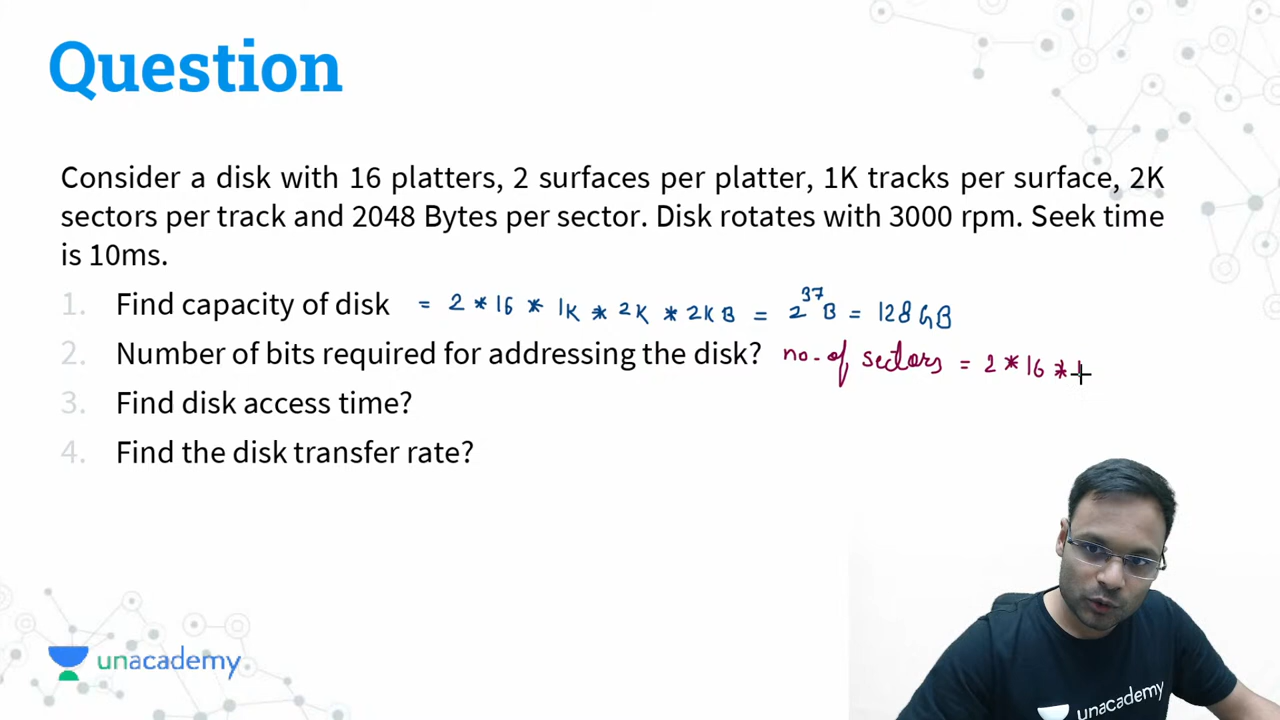 Question
Consider a disk with 16 platters, 2 surfaces per platter, 1K tracks per surface, 2K
sectors per track and 2048 Bytes per sector. Disk rotates with 3000 rpm. Seek time
is 10ms.
1. Find capacity of disk = 2 * 16 * 1K * 2K * 2KB = 2^37 B = 128GB
2. Number of bits required for addressing the disk? no. of sectors = 2 * 16 *
3. Find disk access time?
4. Find the disk transfer rate?
unacademy
unacademy